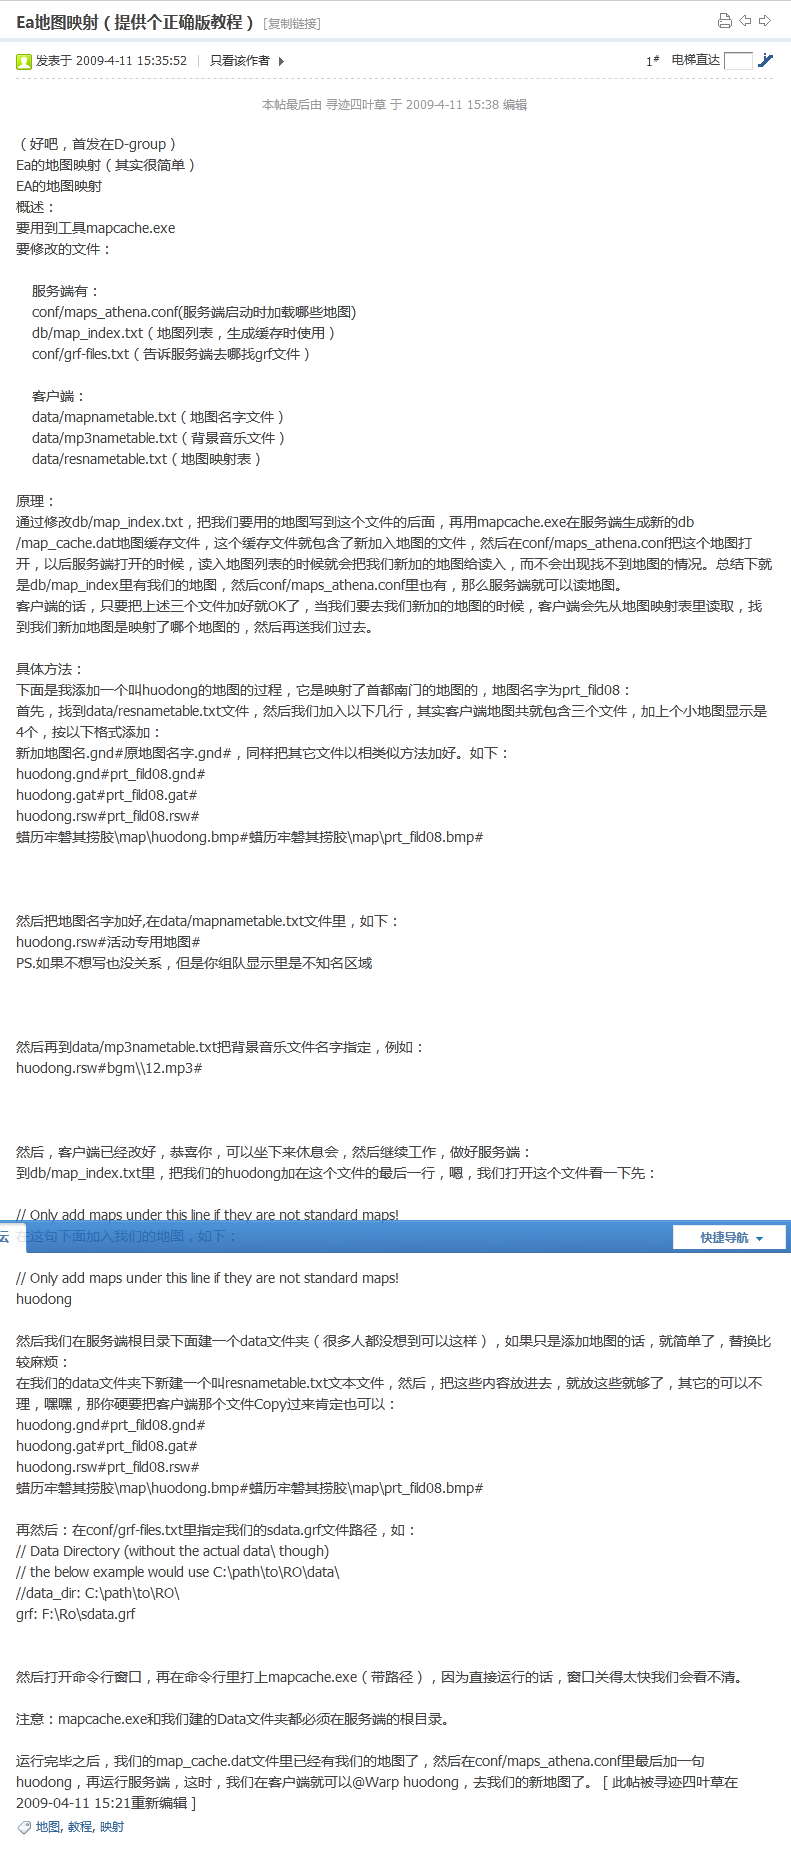 Ea地图映射（提供个正确版教程） [复制链接]
发表于 2009-4-11 15:35:52 | 只看该作者
1# 电梯直达
本帖最后由 寻迹四叶草 于 2009-4-11 15:38 编辑
（好吧，首发在D-group）
Ea的地图映射（其实很简单）
EA的地图映射
概述：
要用到工具mapcache.exe
要修改的文件：
服务端有：
conf/maps_athena.conf(服务端启动时加载哪些地图)
db/map_index.txt（地图列表，生成缓存时使用）
conf/grf-files.txt（告诉服务端去哪找grf文件）
客户端：
data/mapnametable.txt（地图名字文件）
data/mp3nametable.txt（背景音乐文件）
data/resnametable.txt（地图映射表）
原理：
通过修改db/map_index.txt，把我们要用的地图写到这个文件的后面，再用mapcache.exe在服务端生成新的db
/map_cache.dat地图缓存文件，这个缓存文件就包含了新加入地图的文件，然后在conf/maps_athena.conf把这个地图打
开，以后服务端打开的时候，读入地图列表的时候就会把我们新加的地图给读入，而不会出现找不到地图的情况。总结下就
是db/map_index里有我们的地图，然后conf/maps_athena.conf里也有，那么服务端就可以读地图。
客户端的话，只要把上述三个文件加好就OK了，当我们要去我们新加的地图的时候，客户端会先从地图映射表里读取，找
到我们新加地图是映射了哪个地图的，然后再送我们过去。
具体方法：
下面是我添加一个叫huodong的地图的过程，它是映射了首都南门的地图的，地图名字为prt_fild08：
首先，找到data/resnametable.txt文件，然后我们加入以下几行，其实客户端地图共就包含三个文件，加上个小地图显示是
4个，按以下格式添加：
新加地图名.gnd#原地图名字.gnd#，同样把其它文件以相类似方法加好。如下：
huodong.gnd#prt_fild08.gnd#
huodong.gat#prt_fild08.gat#
huodong.rsw#prt_fild08.rsw#
蜡历牢磐其捞胶\map\huodong.bmp#蜡历牢磐其捞胶\map\prt_fild08.bmp#
然后把地图名字加好,在data/mapnametable.txt文件里，如下：
huodong.rsw#活动专用地图#
PS.如果不想写也没关系，但是你组队显示里是不知名区域
然后再到data/mp3nametable.txt把背景音乐文件名字指定，例如：
huodong.rsw#bgm\\12.mp3#
然后，客户端已经改好，恭喜你，可以坐下来休息会，然后继续工作，做好服务端：
到db/map_index.txt里，把我们的huodong加在这个文件的最后一行，嗯，我们打开这个文件看一下先：
// Only add maps under this line if they are not standard maps!
云 在这句下面加入我们的地图，如下： 快捷导航
// Only add maps under this line if they are not standard maps!
huodong
然后我们在服务端根目录下面建一个data文件夹（很多人都没想到可以这样），如果只是添加地图的话，就简单了，替换比
较麻烦：
在我们的data文件夹下新建一个叫resnametable.txt文本文件，然后，把这些内容放进去，就放这些就够了，其它的可以不
理，嘿嘿，那你硬要把客户端那个文件Copy过来肯定也可以：
huodong.gnd#prt_fild08.gnd#
huodong.gat#prt_fild08.gat#
huodong.rsw#prt_fild08.rsw#
蜡历牢磐其捞胶\map\huodong.bmp#蜡历牢磐其捞胶\map\prt_fild08.bmp#
再然后：在conf/grf-files.txt里指定我们的sdata.grf文件路径，如：
// Data Directory (without the actual data\ though)
// the below example would use C:\path\to\RO\data\
//data_dir: C:\path\to\RO\
grf: F:\Ro\sdata.grf
然后打开命令行窗口，再在命令行里打上mapcache.exe（带路径），因为直接运行的话，窗口关得太快我们会看不清。
注意：mapcache.exe和我们建的Data文件夹都必须在服务端的根目录。
运行完毕之后，我们的map_cache.dat文件里已经有我们的地图了，然后在conf/maps_athena.conf里最后加一句
huodong，再运行服务端，这时，我们在客户端就可以@Warp huodong，去我们的新地图了。 [ 此帖被寻迹四叶草在
2009-04-11 15:21重新编辑 ]
地图, 教程, 映射